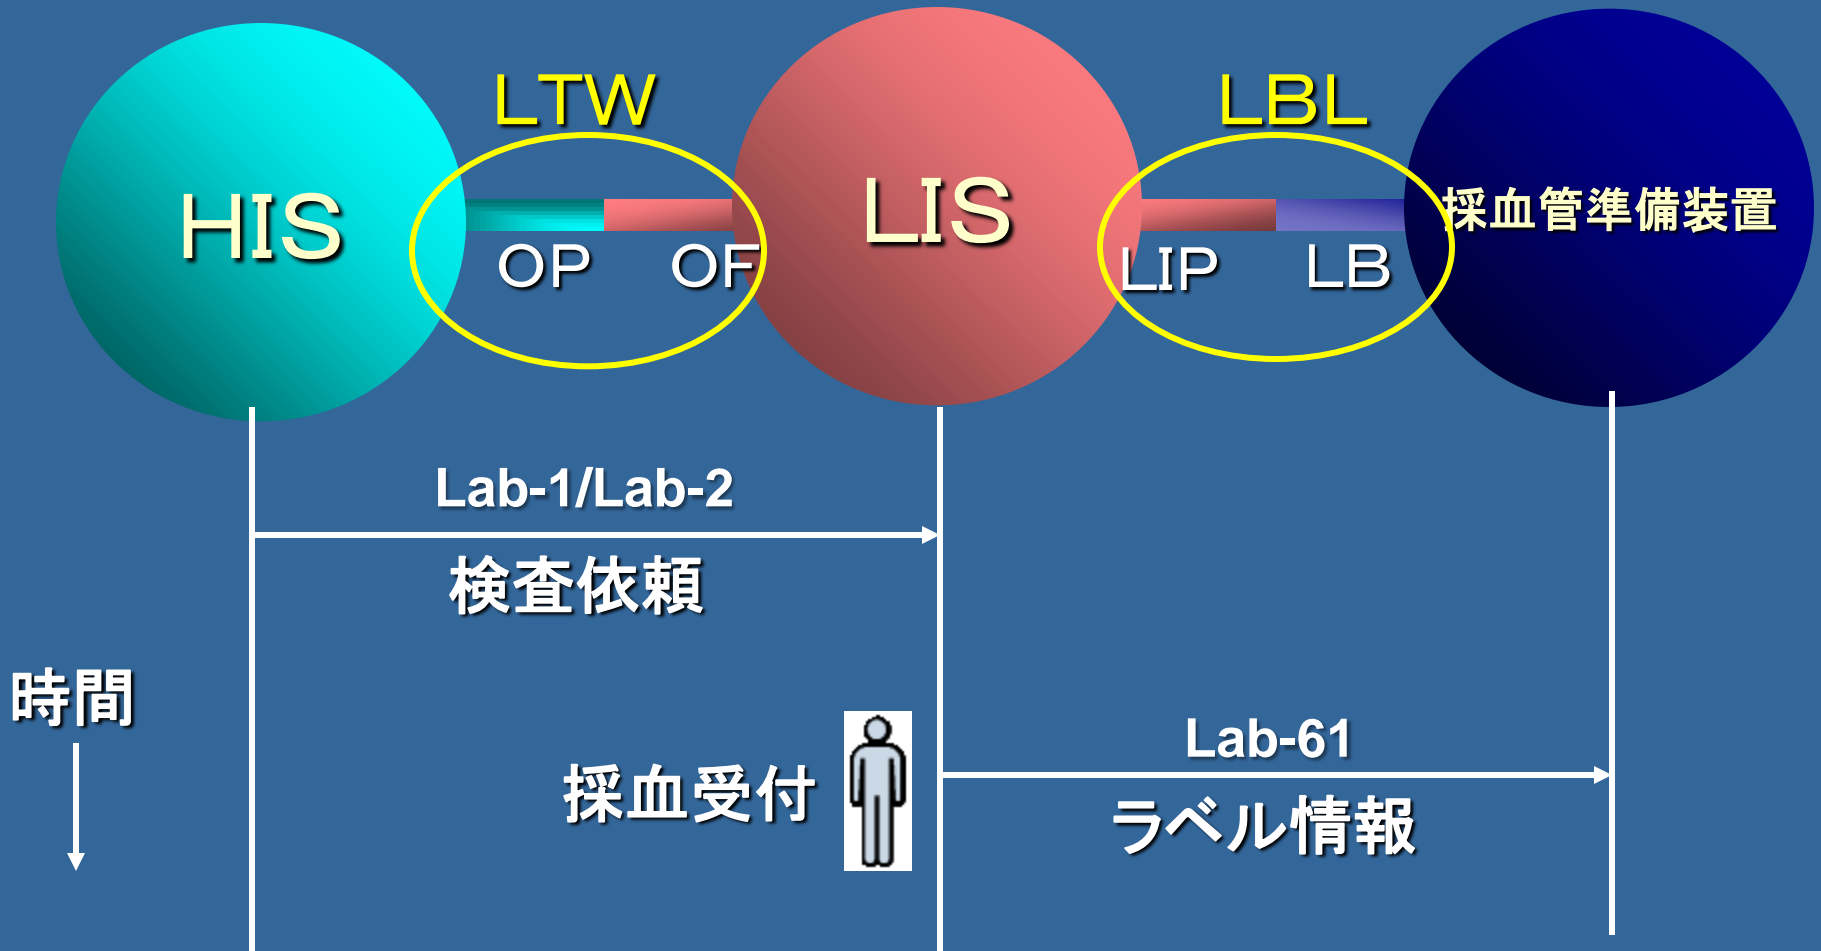 LTW
LBL
HIS
LIS
採血管準備装置
OP
OF
LIP
LB
Lab-1/Lab-2
検査依頼
時間
Lab-61
採血受付
ラベル情報